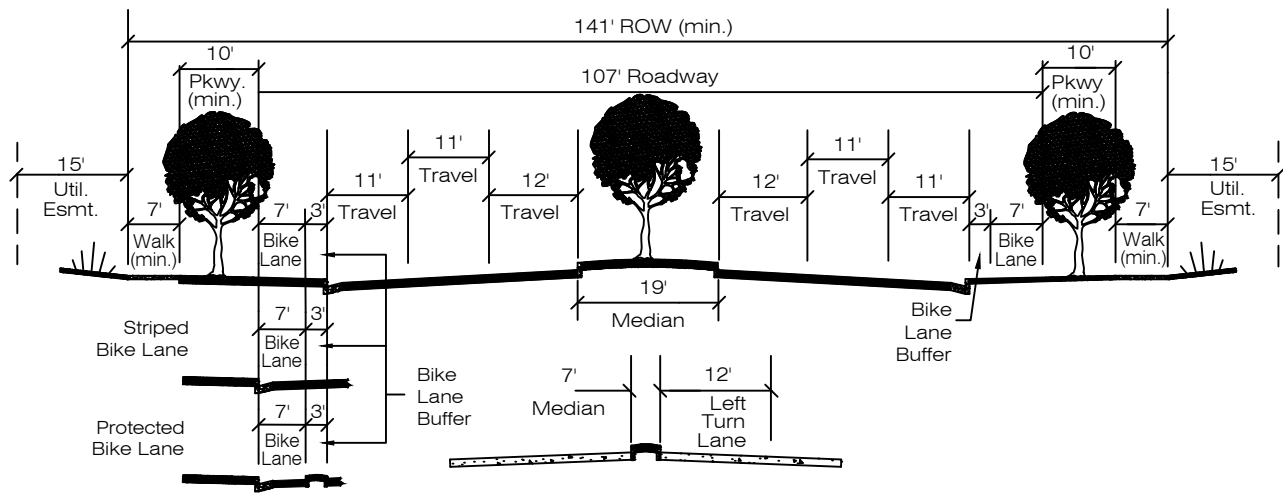 141' ROW (min.)
10'
Pkwy.
(min.)
107' Roadway
10'
Pkwy
(min.)
15'
Util.
Esmt.
7'
Walk
(min.)
7'
Bike
Lane
3'
11'
Travel
11'
Travel
12'
Travel
12'
Travel
11'
Travel
11'
Travel
3'
7'
Bike
Lane
7'
Walk
(min.)
15'
Util.
Esmt.
19'
Median
Bike
Lane
Buffer
Striped
Bike Lane
7'
Bike
Lane
3'
Protected
Bike Lane
7'
Bike
Lane
3'
Bike
Lane
Buffer
7'
Median
12'
Left
Turn
Lane